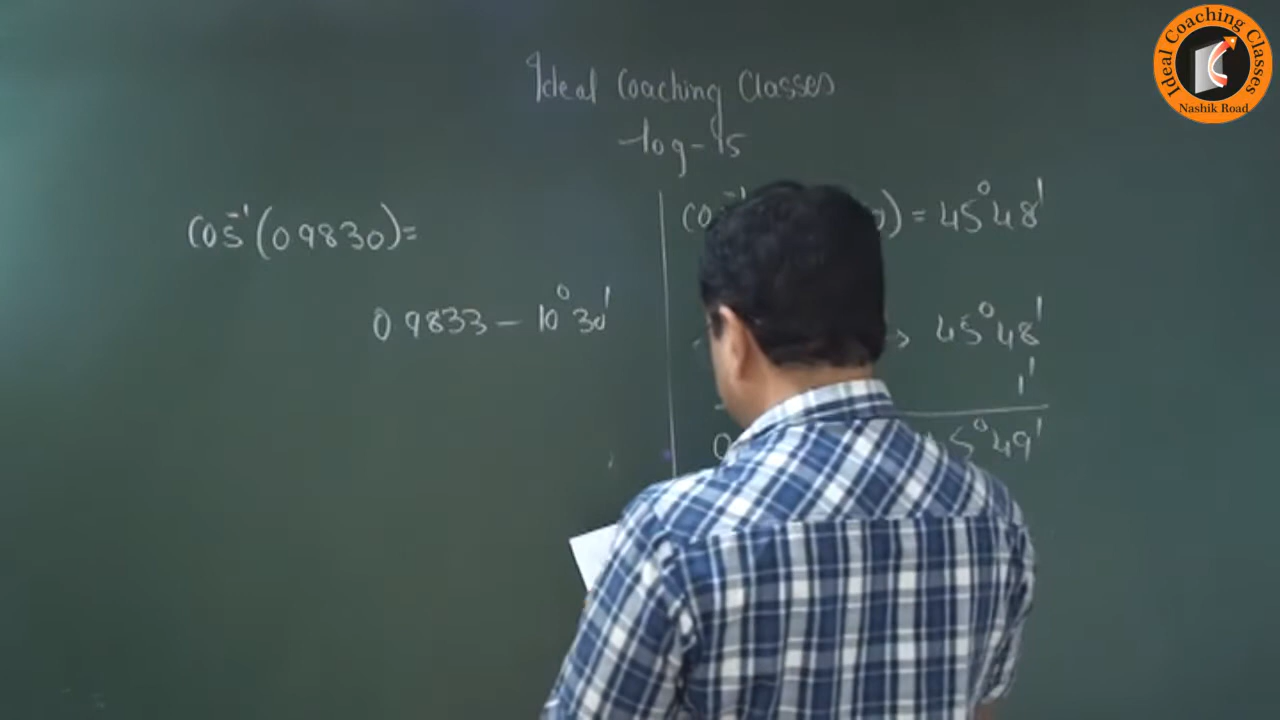 Ideal Coaching Classes
Nashik Road
Ideal Coaching Classes
log-15
cos⁻¹(0.9830)=
0.9833 — 10°30'
) = 45°48'
45°48'
1'
5°49'